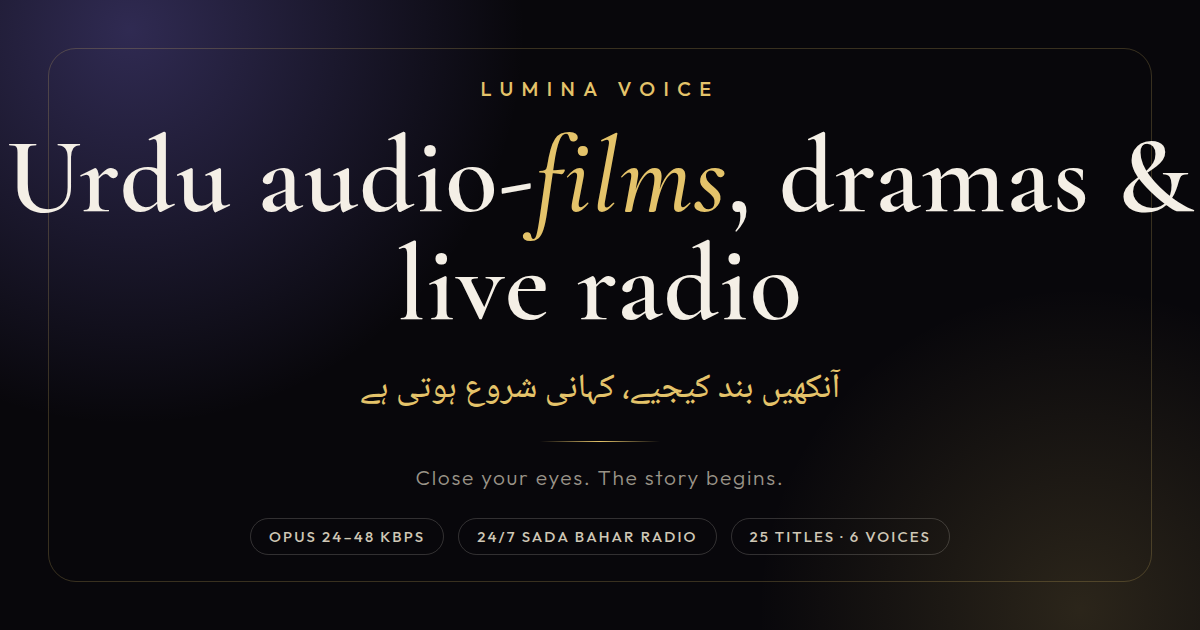 LUMINA VOICE
Urdu audio-films, dramas &
live radio
آنکھیں بند کیجیے، کہانی شروع ہوتی ہے
Close your eyes. The story begins.
OPUS 24–48 KBPS
24/7 SADA BAHAR RADIO
25 TITLES · 6 VOICES